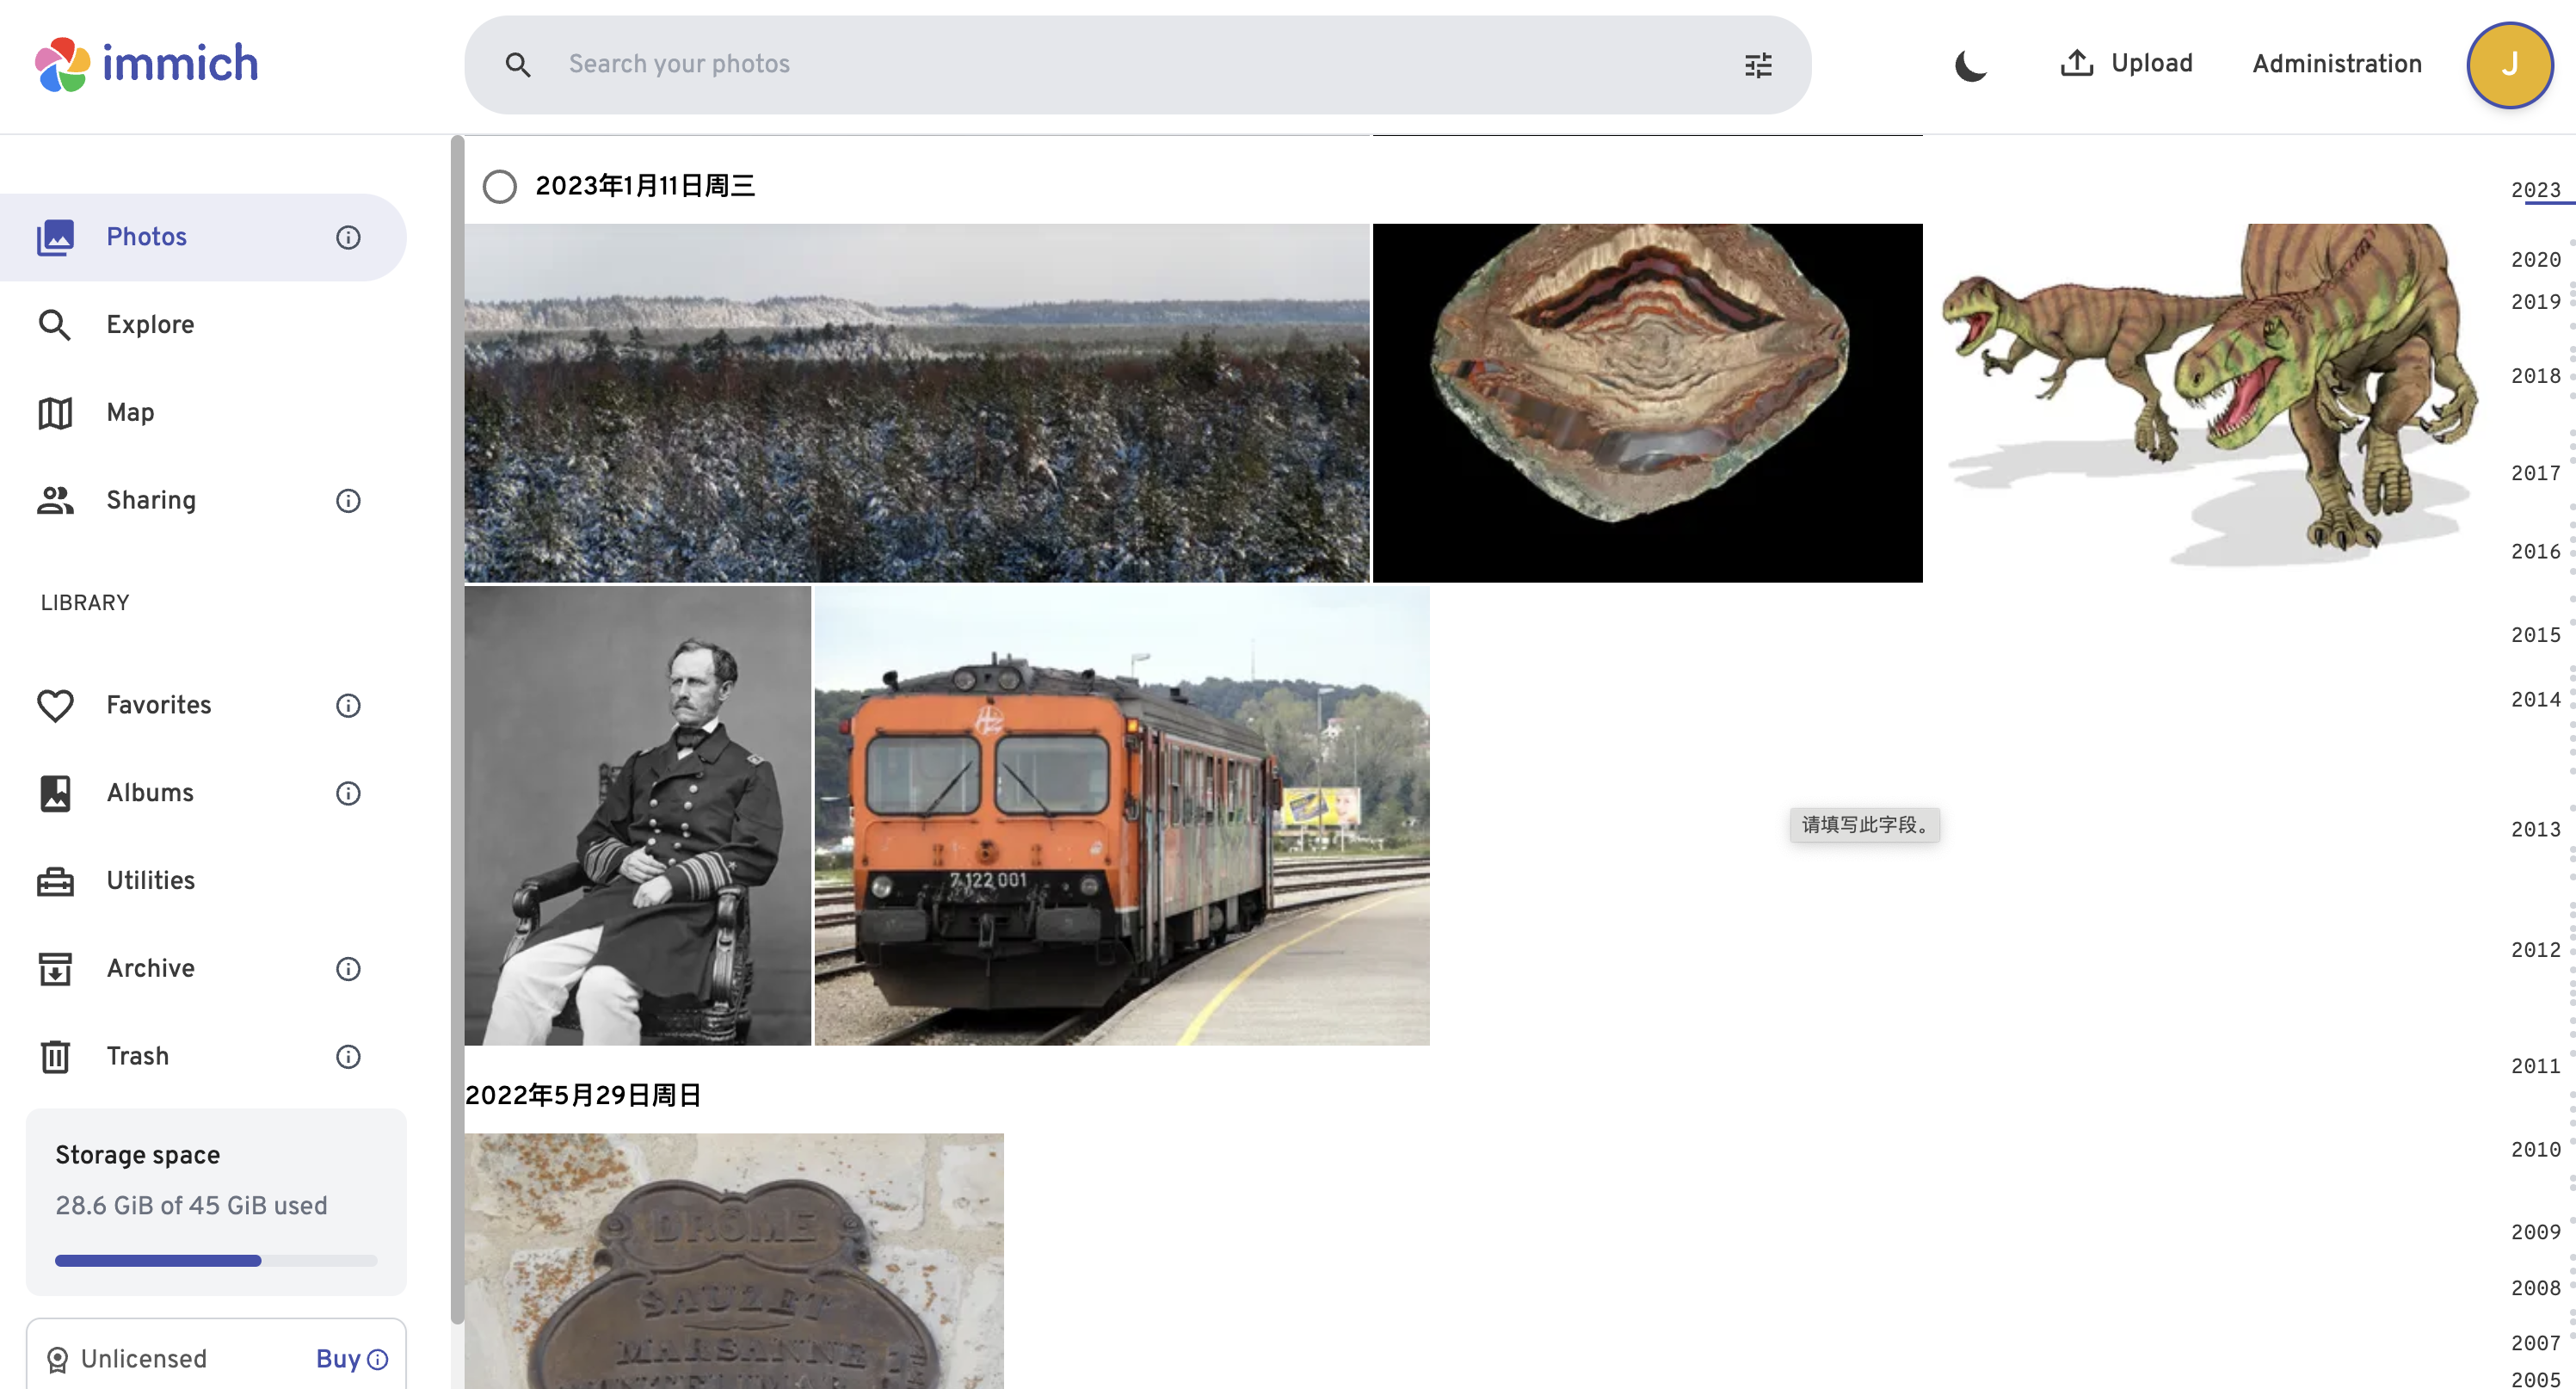 immich
Search your photos
Upload
Administration
J
Photos
Explore
Map
Sharing
LIBRARY
Favorites
Albums
Utilities
Archive
Trash
Storage space
28.6 GiB of 45 GiB used
Unlicensed
Buy
2023年1月11日周三
7 122 001
请填写此字段。
2022年5月29日周日
DRÔME
SAUZET
MARSANNE
2023
2020
2019
2018
2017
2016
2015
2014
2013
2012
2011
2010
2009
2008
2007
2005